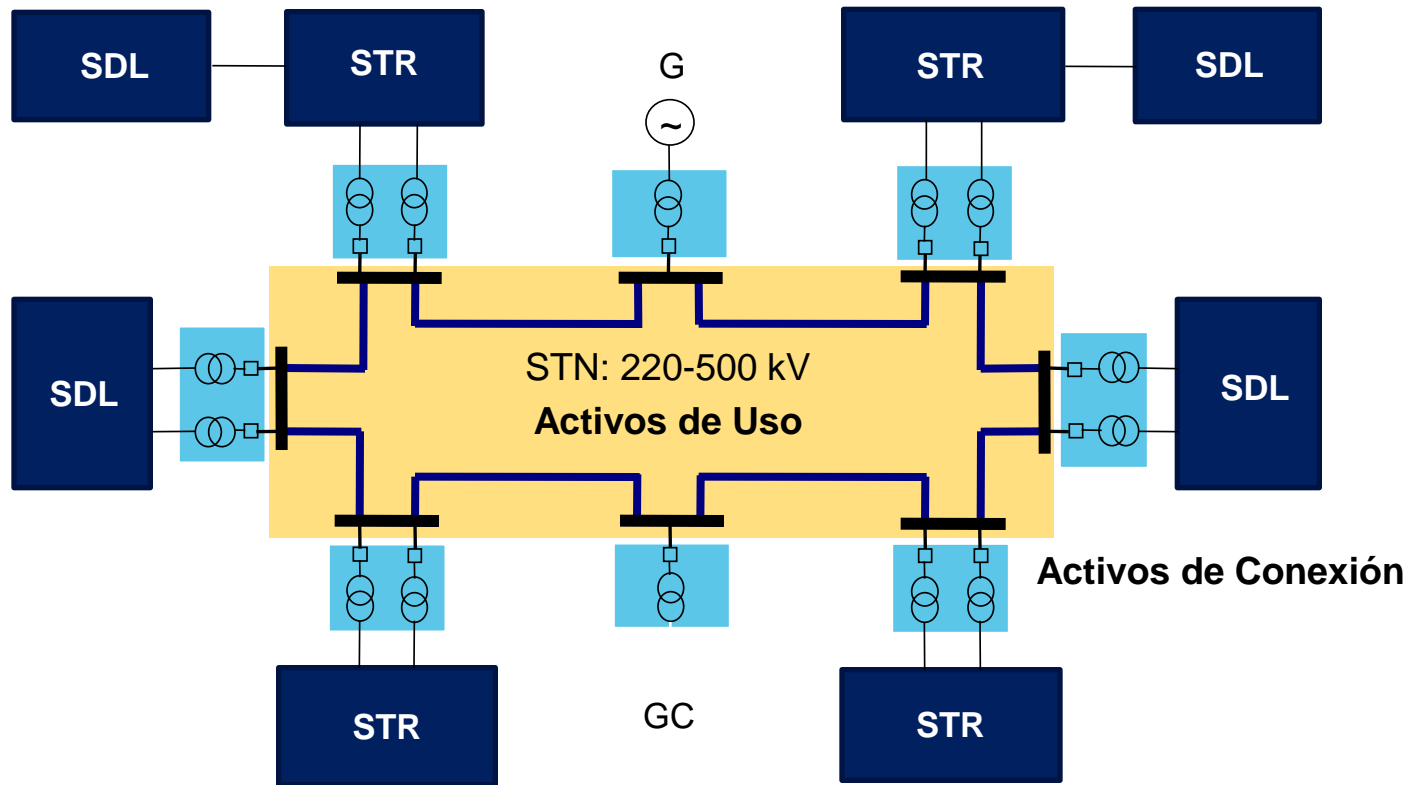 SDL
STR
G
STR
SDL
~
SDL
STN: 220-500 kV
Activos de Uso
SDL
Activos de Conexión
STR
GC
STR